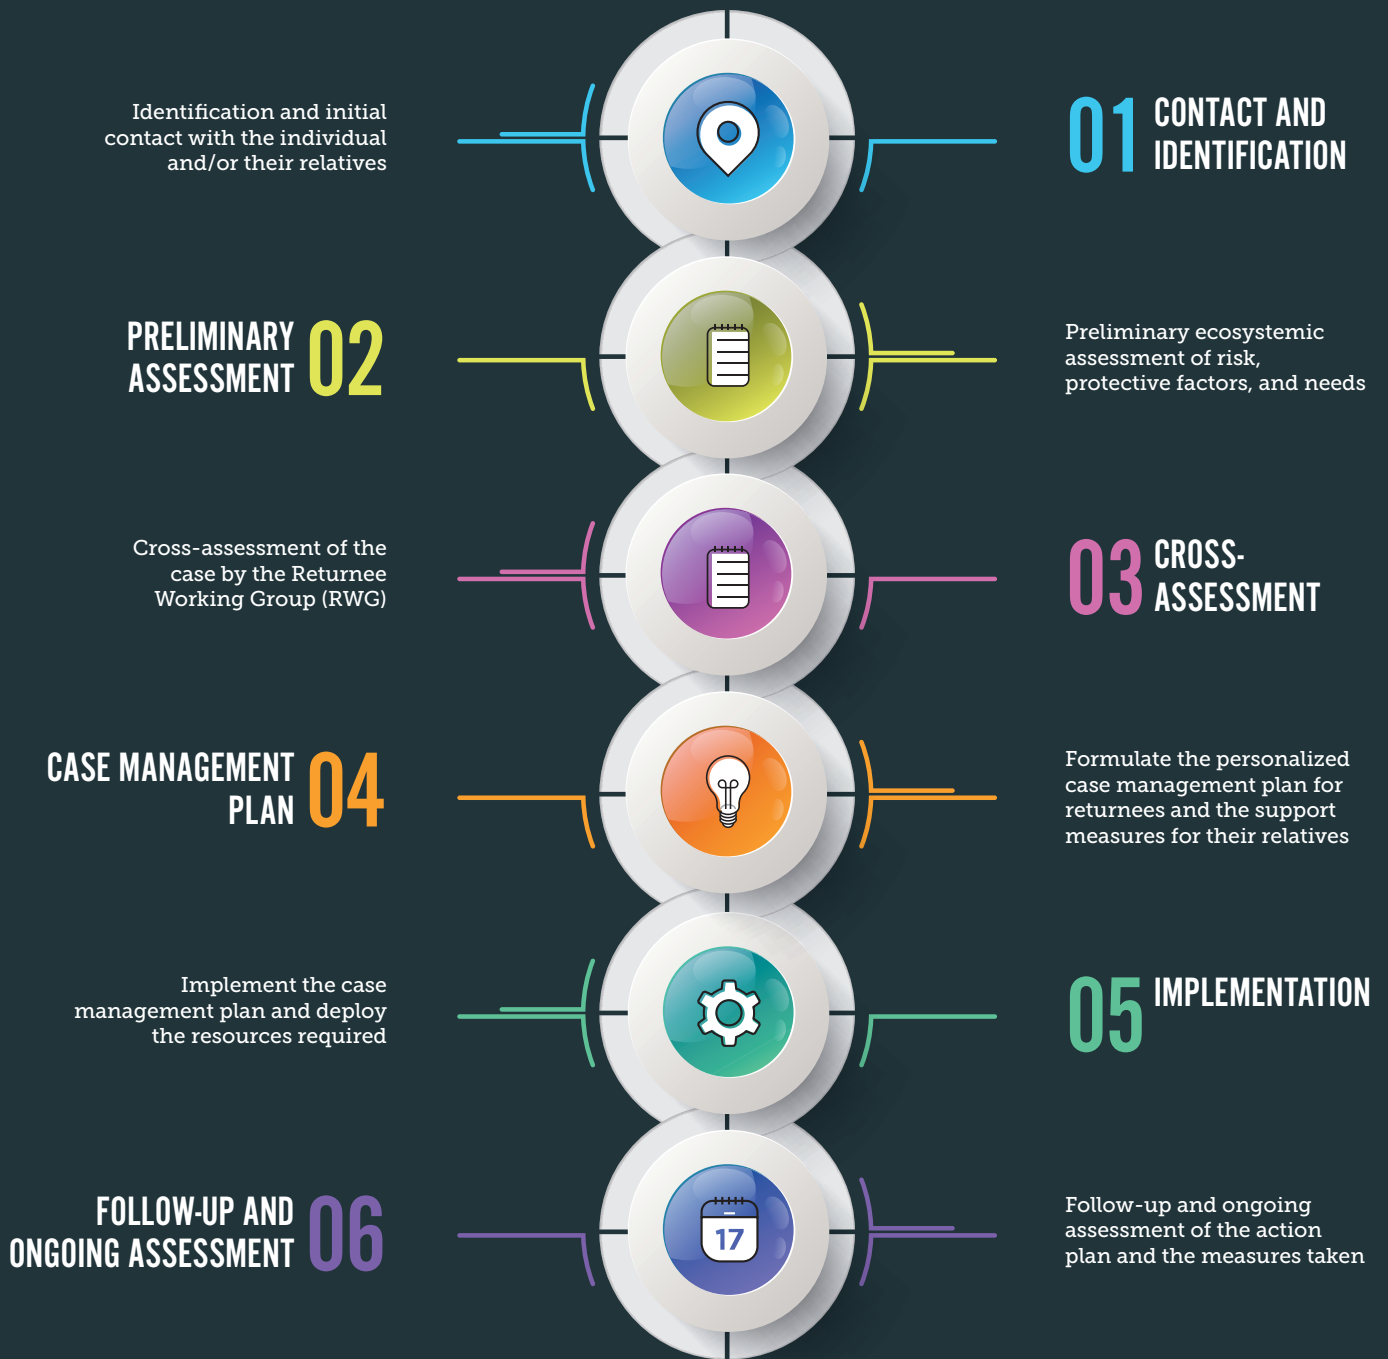 Identification and initial
contact with the individual
and/or their relatives
01
CONTACT AND
IDENTIFICATION
PRELIMINARY
ASSESSMENT
02
Preliminary ecosystemic
assessment of risk,
protective factors, and needs
Cross-assessment of the
case by the Returnee
Working Group (RWG)
03
CROSS-
ASSESSMENT
CASE MANAGEMENT
PLAN
04
Formulate the personalized
case management plan for
returnees and the support
measures for their relatives
Implement the case
management plan and deploy
the resources required
05
IMPLEMENTATION
FOLLOW-UP AND
ONGOING ASSESSMENT
06
17
Follow-up and ongoing
assessment of the action
plan and the measures taken